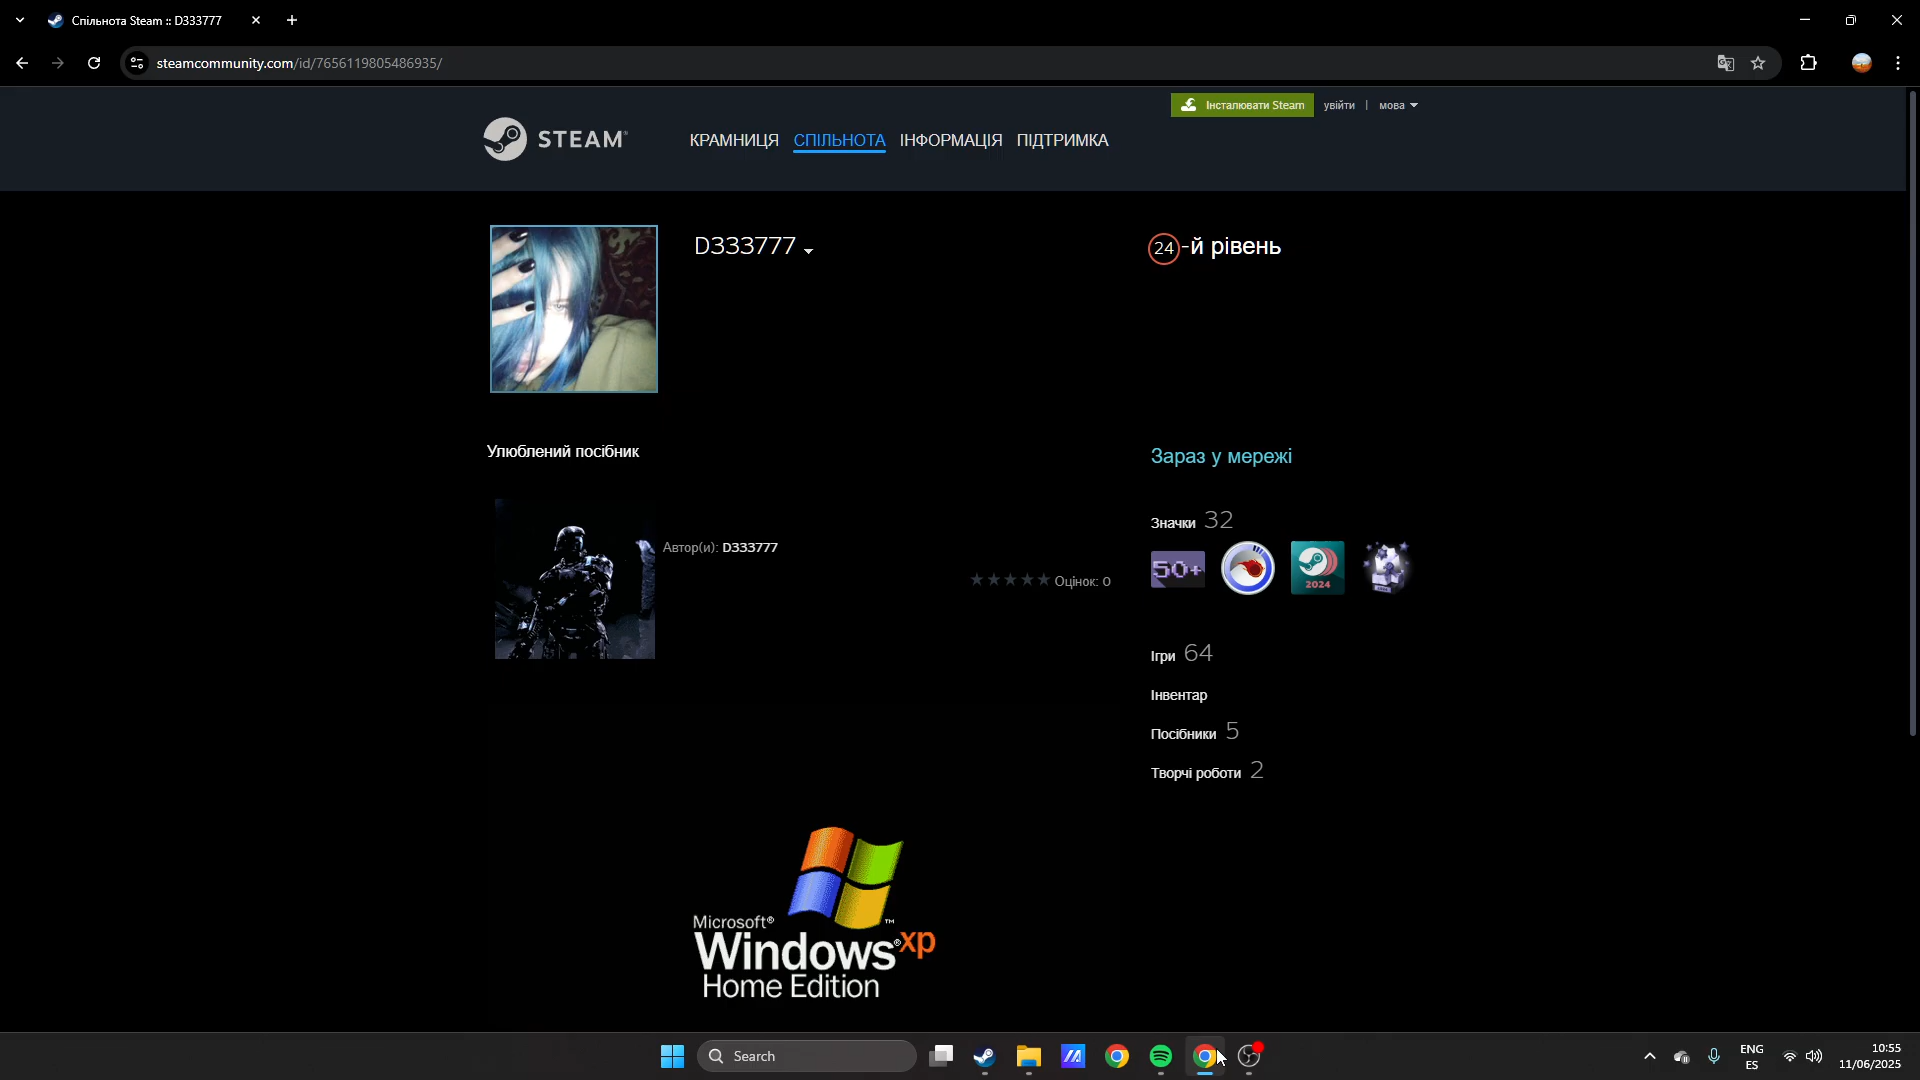 Спільнота Steam :: D333777
steamcommunity.com/id/7656119805486935/
Інсталювати Steam увійти | мова
STEAM
КРАМНИЦЯ СПІЛЬНОТА ІНФОРМАЦІЯ ПІДТРИМКА
D333777
24-й рівень
Улюблений посібник
Зараз у мережі
Автор(и): D333777
Оцінок: 0
Значки 32
50+
2024
Ігри 64
Інвентар
Посібники 5
Творчі роботи 2
Microsoft®
Windows® xp ™
Home Edition
Search
ENG
ES
10:55
11/06/2025